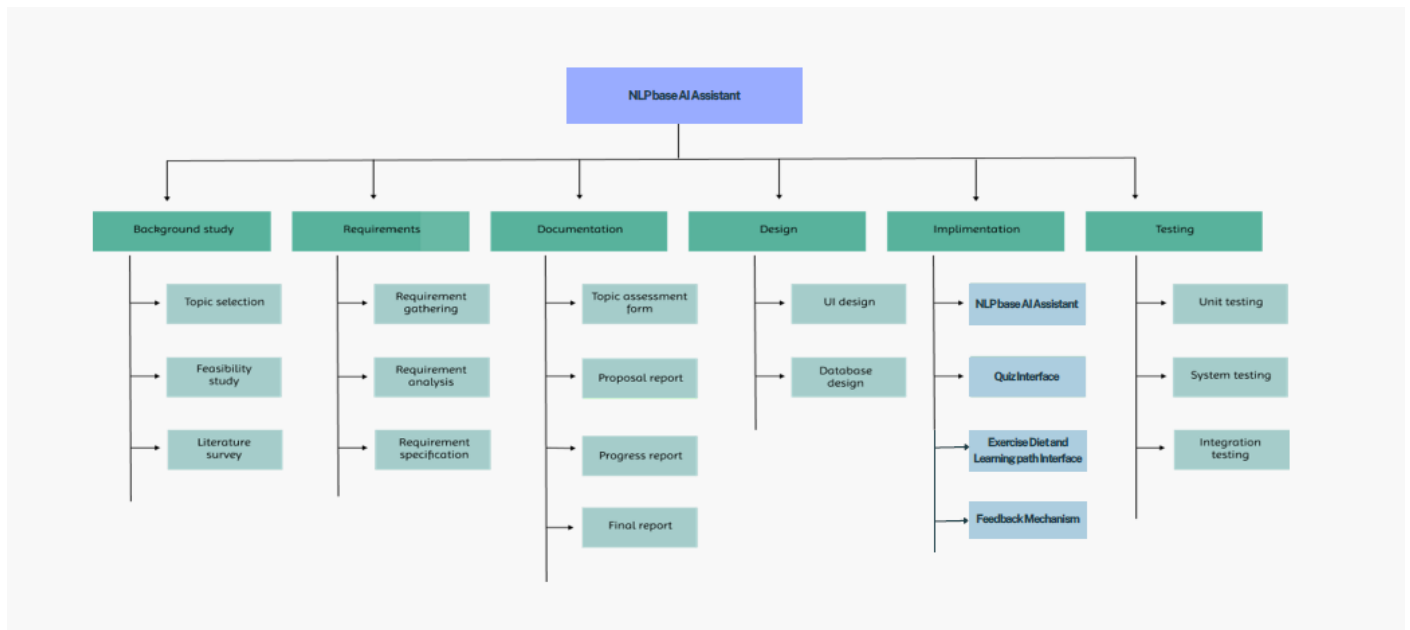 NLP base AI Assistant
Background study
Requirements
Documentation
Design
Implimentation
Testing
Topic selection
Feasibility
study
Literature
survey
Requirement
gathering
Requirement
analysis
Requirement
specification
Topic assessment
form
Proposal report
Progress report
Final report
UI design
Database
design
NLP base AI Assistant
Quiz Interface
Exercise Diet and
Learning path Interface
Feedback Mechanism
Unit testing
System testing
Integration
testing